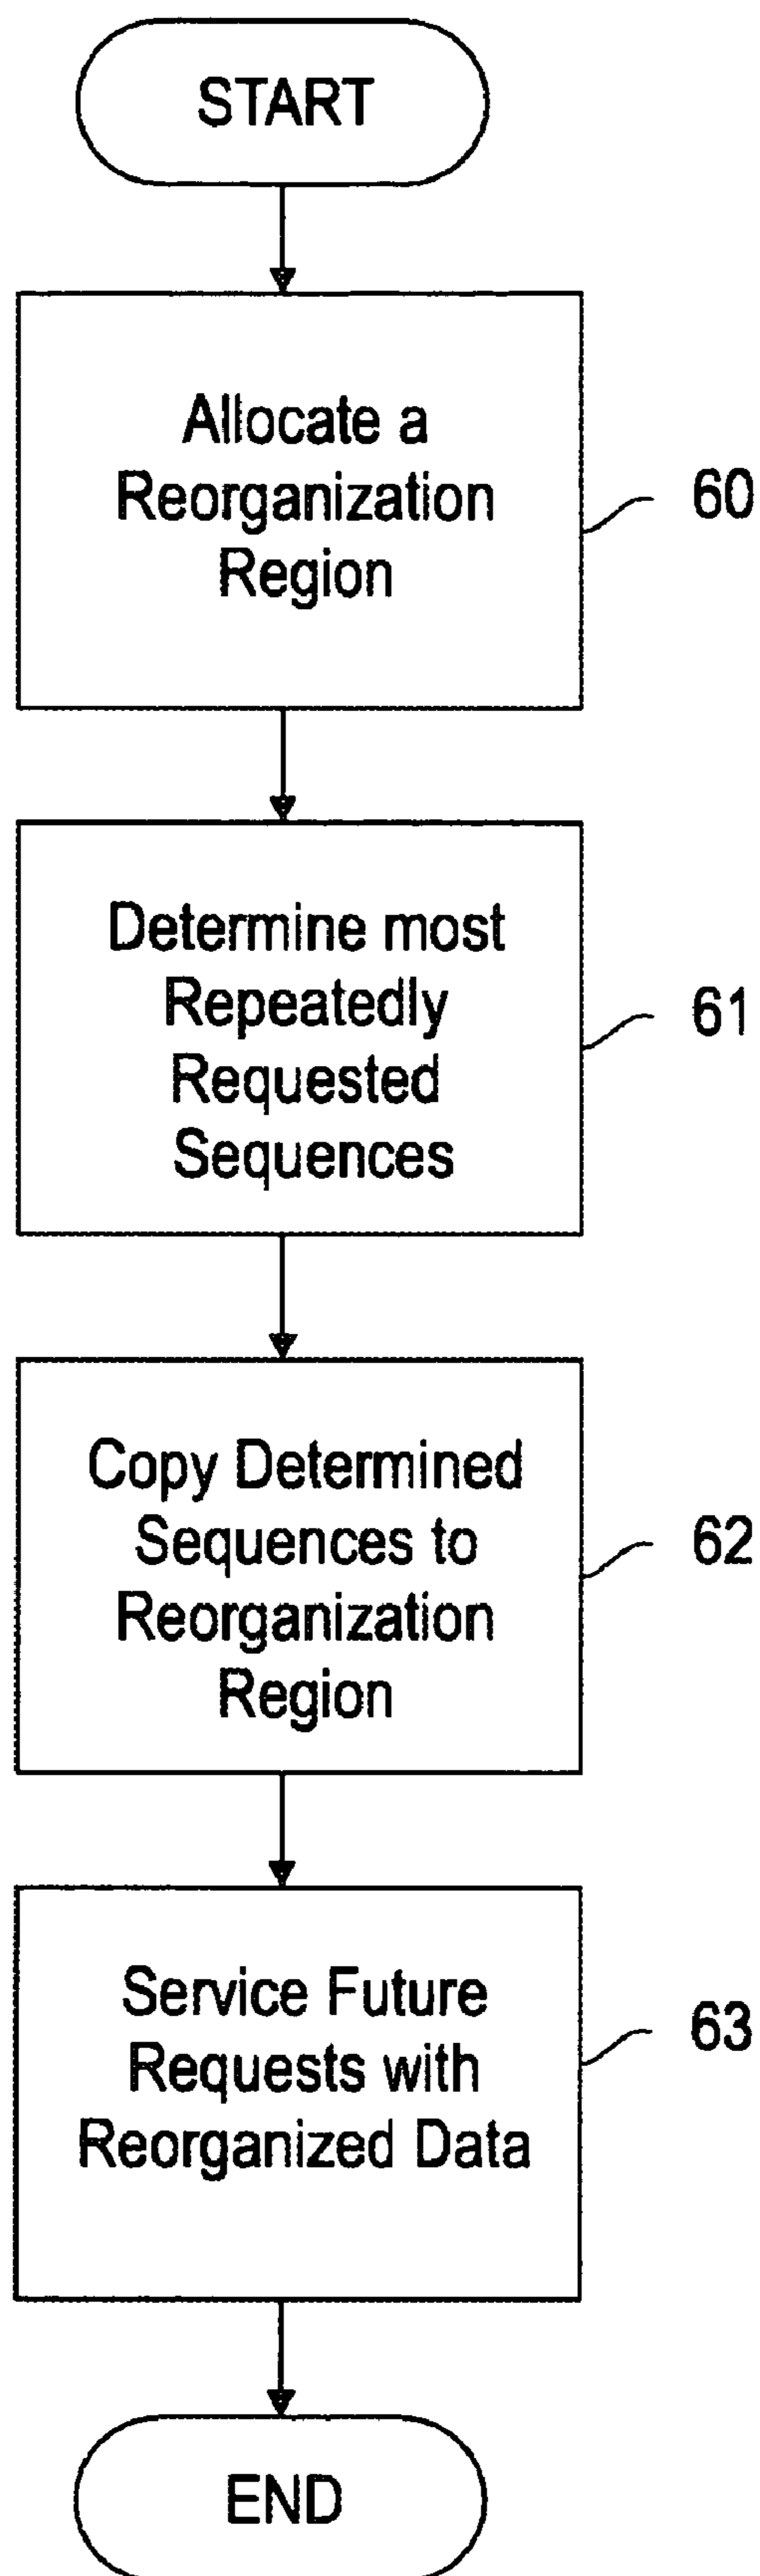 START
Allocate a
Reorganization
Region
60
Determine most
Repeatedly
Requested
Sequences
61
Copy Determined
Sequences to
Reorganization
Region
62
Service Future
Requests with
Reorganized Data
63
END